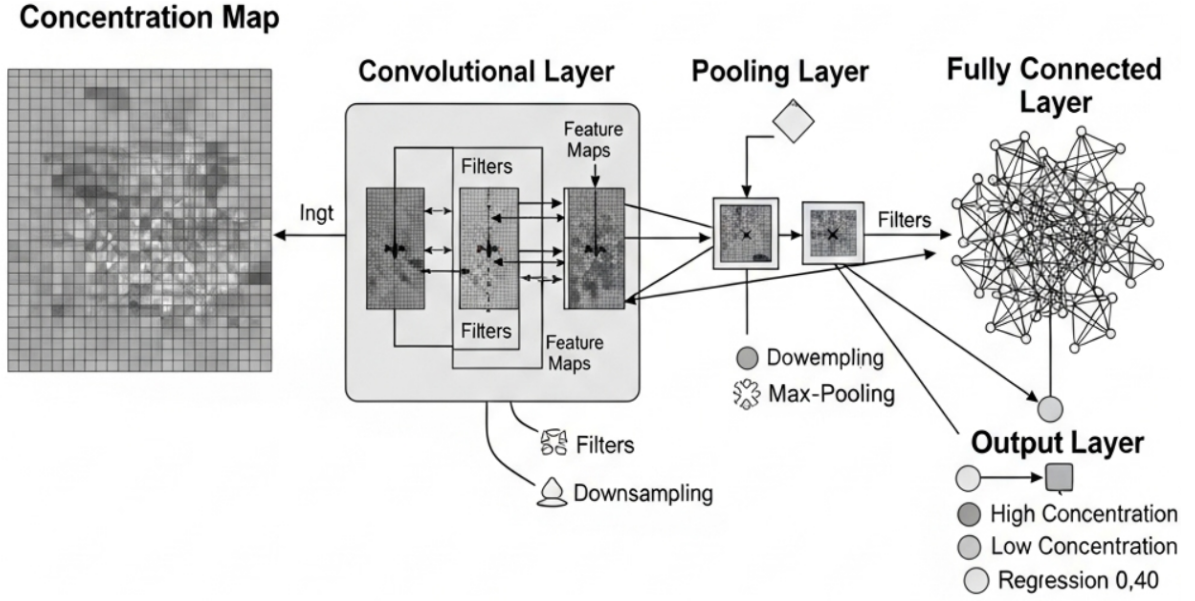 Concentration Map
Convolutional Layer
Pooling Layer
Fully Connected
Layer
Feature
Maps
Filters
Ingt
Filters
Filters
Feature
Maps
Dowempling
Max-Pooling
Filters
Downsampling
Output Layer
High Concentration
Low Concentration
Regression 0,40